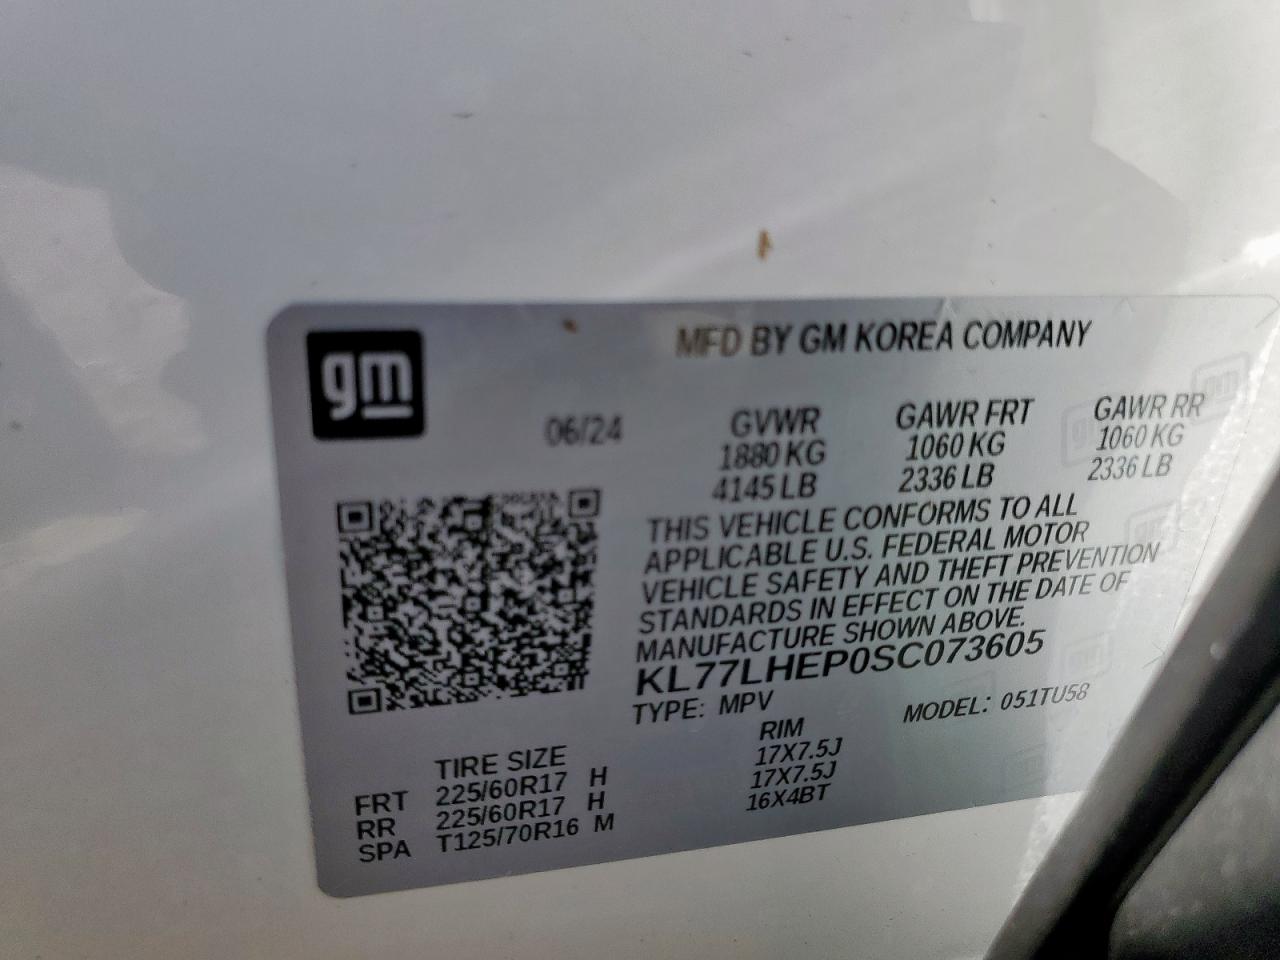 gm
MFD BY GM KOREA COMPANY
06/24
GVWR GAWR FRT GAWR RR
1880 KG 1060 KG 1060 KG
4145 LB 2336 LB 2336 LB
THIS VEHICLE CONFORMS TO ALL
APPLICABLE U.S. FEDERAL MOTOR
VEHICLE SAFETY AND THEFT PREVENTION
STANDARDS IN EFFECT ON THE DATE OF
MANUFACTURE SHOWN ABOVE.
KL77LHEP0SC073605
TYPE: MPV MODEL: 051TU58
TIRE SIZE RIM
FRT 225/60R17 H 17X7.5J
RR 225/60R17 H 17X7.5J
SPA T125/70R16 M 16X4BT